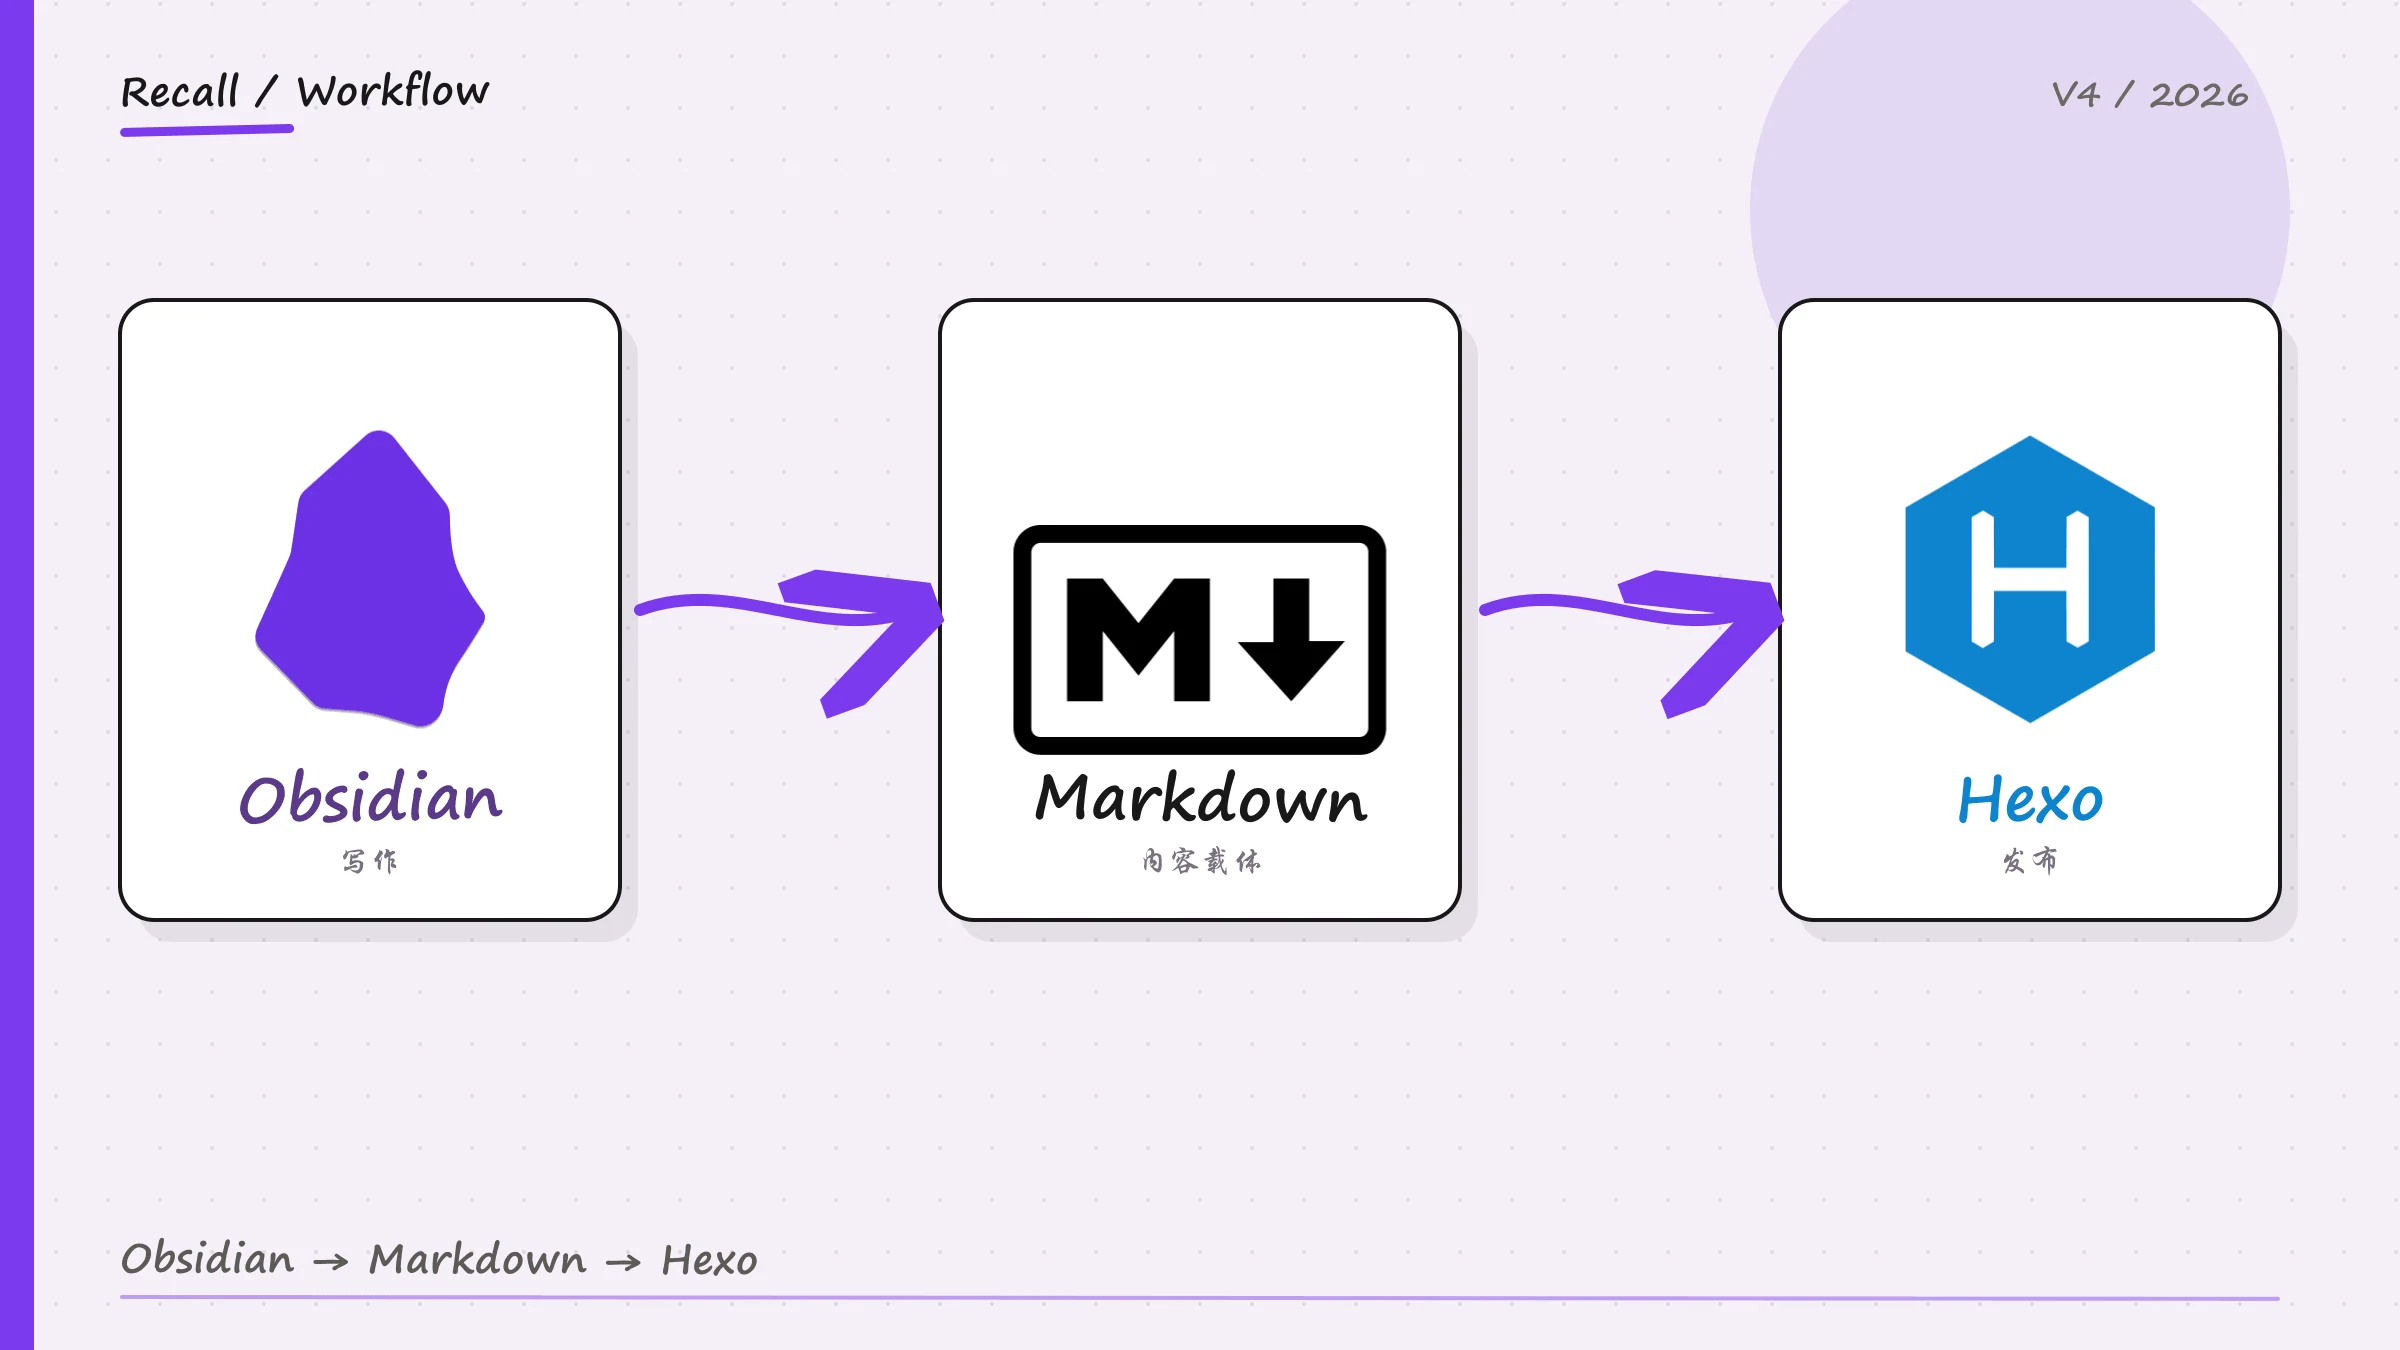 Recall / Workflow
V4 / 2026
Obsidian
写作
M
Markdown
内容载体
H
Hexo
发布
Obsidian → Markdown → Hexo